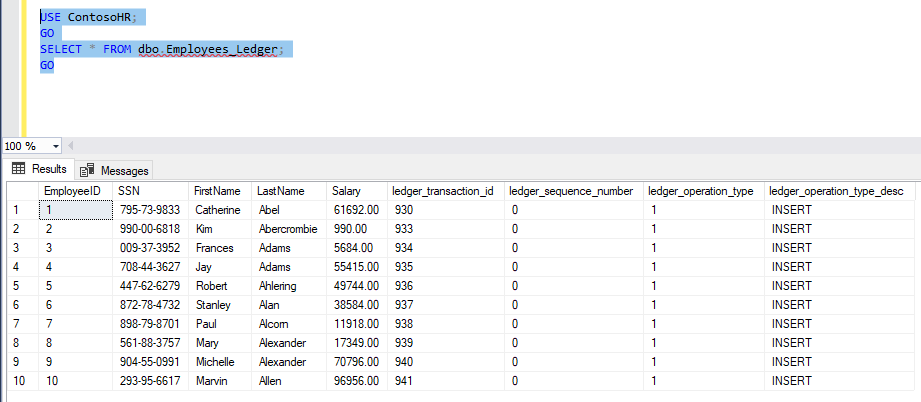 USE ContosoHR;
GO
SELECT * FROM dbo.Employees_Ledger;
GO
100 %
Results Messages
EmployeeID SSN FirstName LastName Salary ledger_transaction_id ledger_sequence_number ledger_operation_type ledger_operation_type_desc
1 1 795-73-9833 Catherine Abel 61692.00 930 0 1 INSERT
2 2 990-00-6818 Kim Abercrombie 990.00 933 0 1 INSERT
3 3 009-37-3952 Frances Adams 5684.00 934 0 1 INSERT
4 4 708-44-3627 Jay Adams 55415.00 935 0 1 INSERT
5 5 447-62-6279 Robert Ahlering 49744.00 936 0 1 INSERT
6 6 872-78-4732 Stanley Alan 38584.00 937 0 1 INSERT
7 7 898-79-8701 Paul Alcorn 11918.00 938 0 1 INSERT
8 8 561-88-3757 Mary Alexander 17349.00 939 0 1 INSERT
9 9 904-55-0991 Michelle Alexander 70796.00 940 0 1 INSERT
10 10 293-95-6617 Marvin Allen 96956.00 941 0 1 INSERT